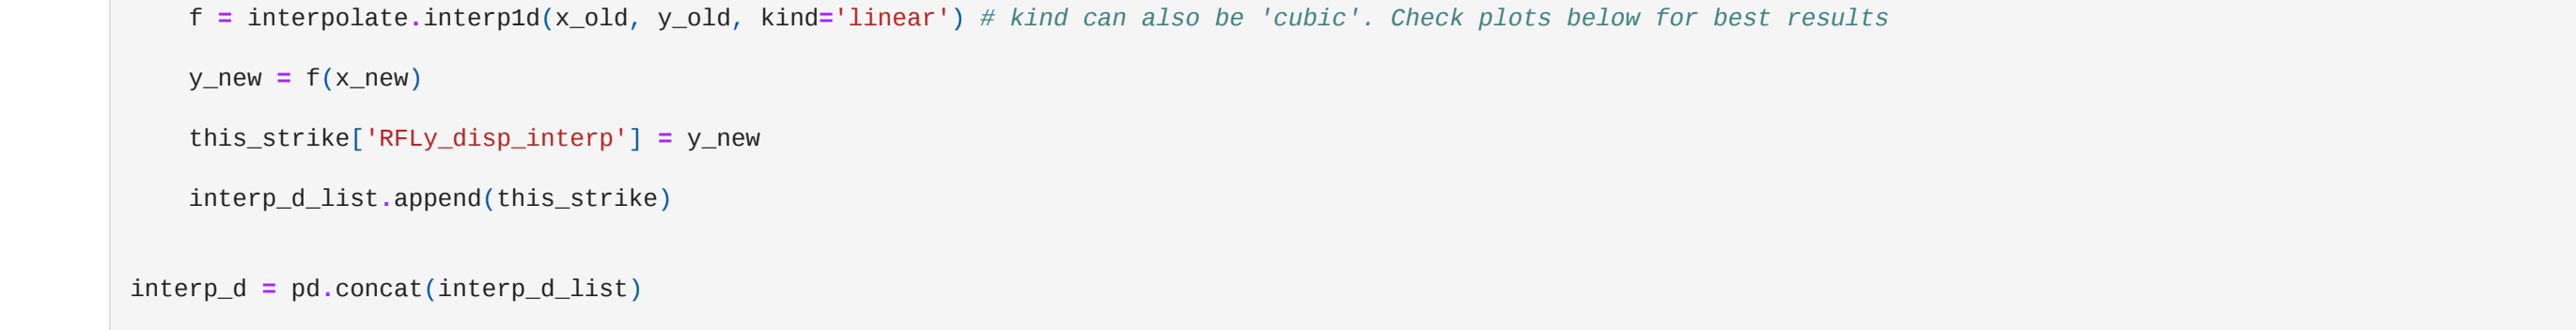 f = interpolate.interp1d(x_old, y_old, kind='linear') # kind can also be 'cubic'. Check plots below for best results
y_new = f(x_new)
this_strike['RFLy_disp_interp'] = y_new
interp_d_list.append(this_strike)
interp_d = pd.concat(interp_d_list)